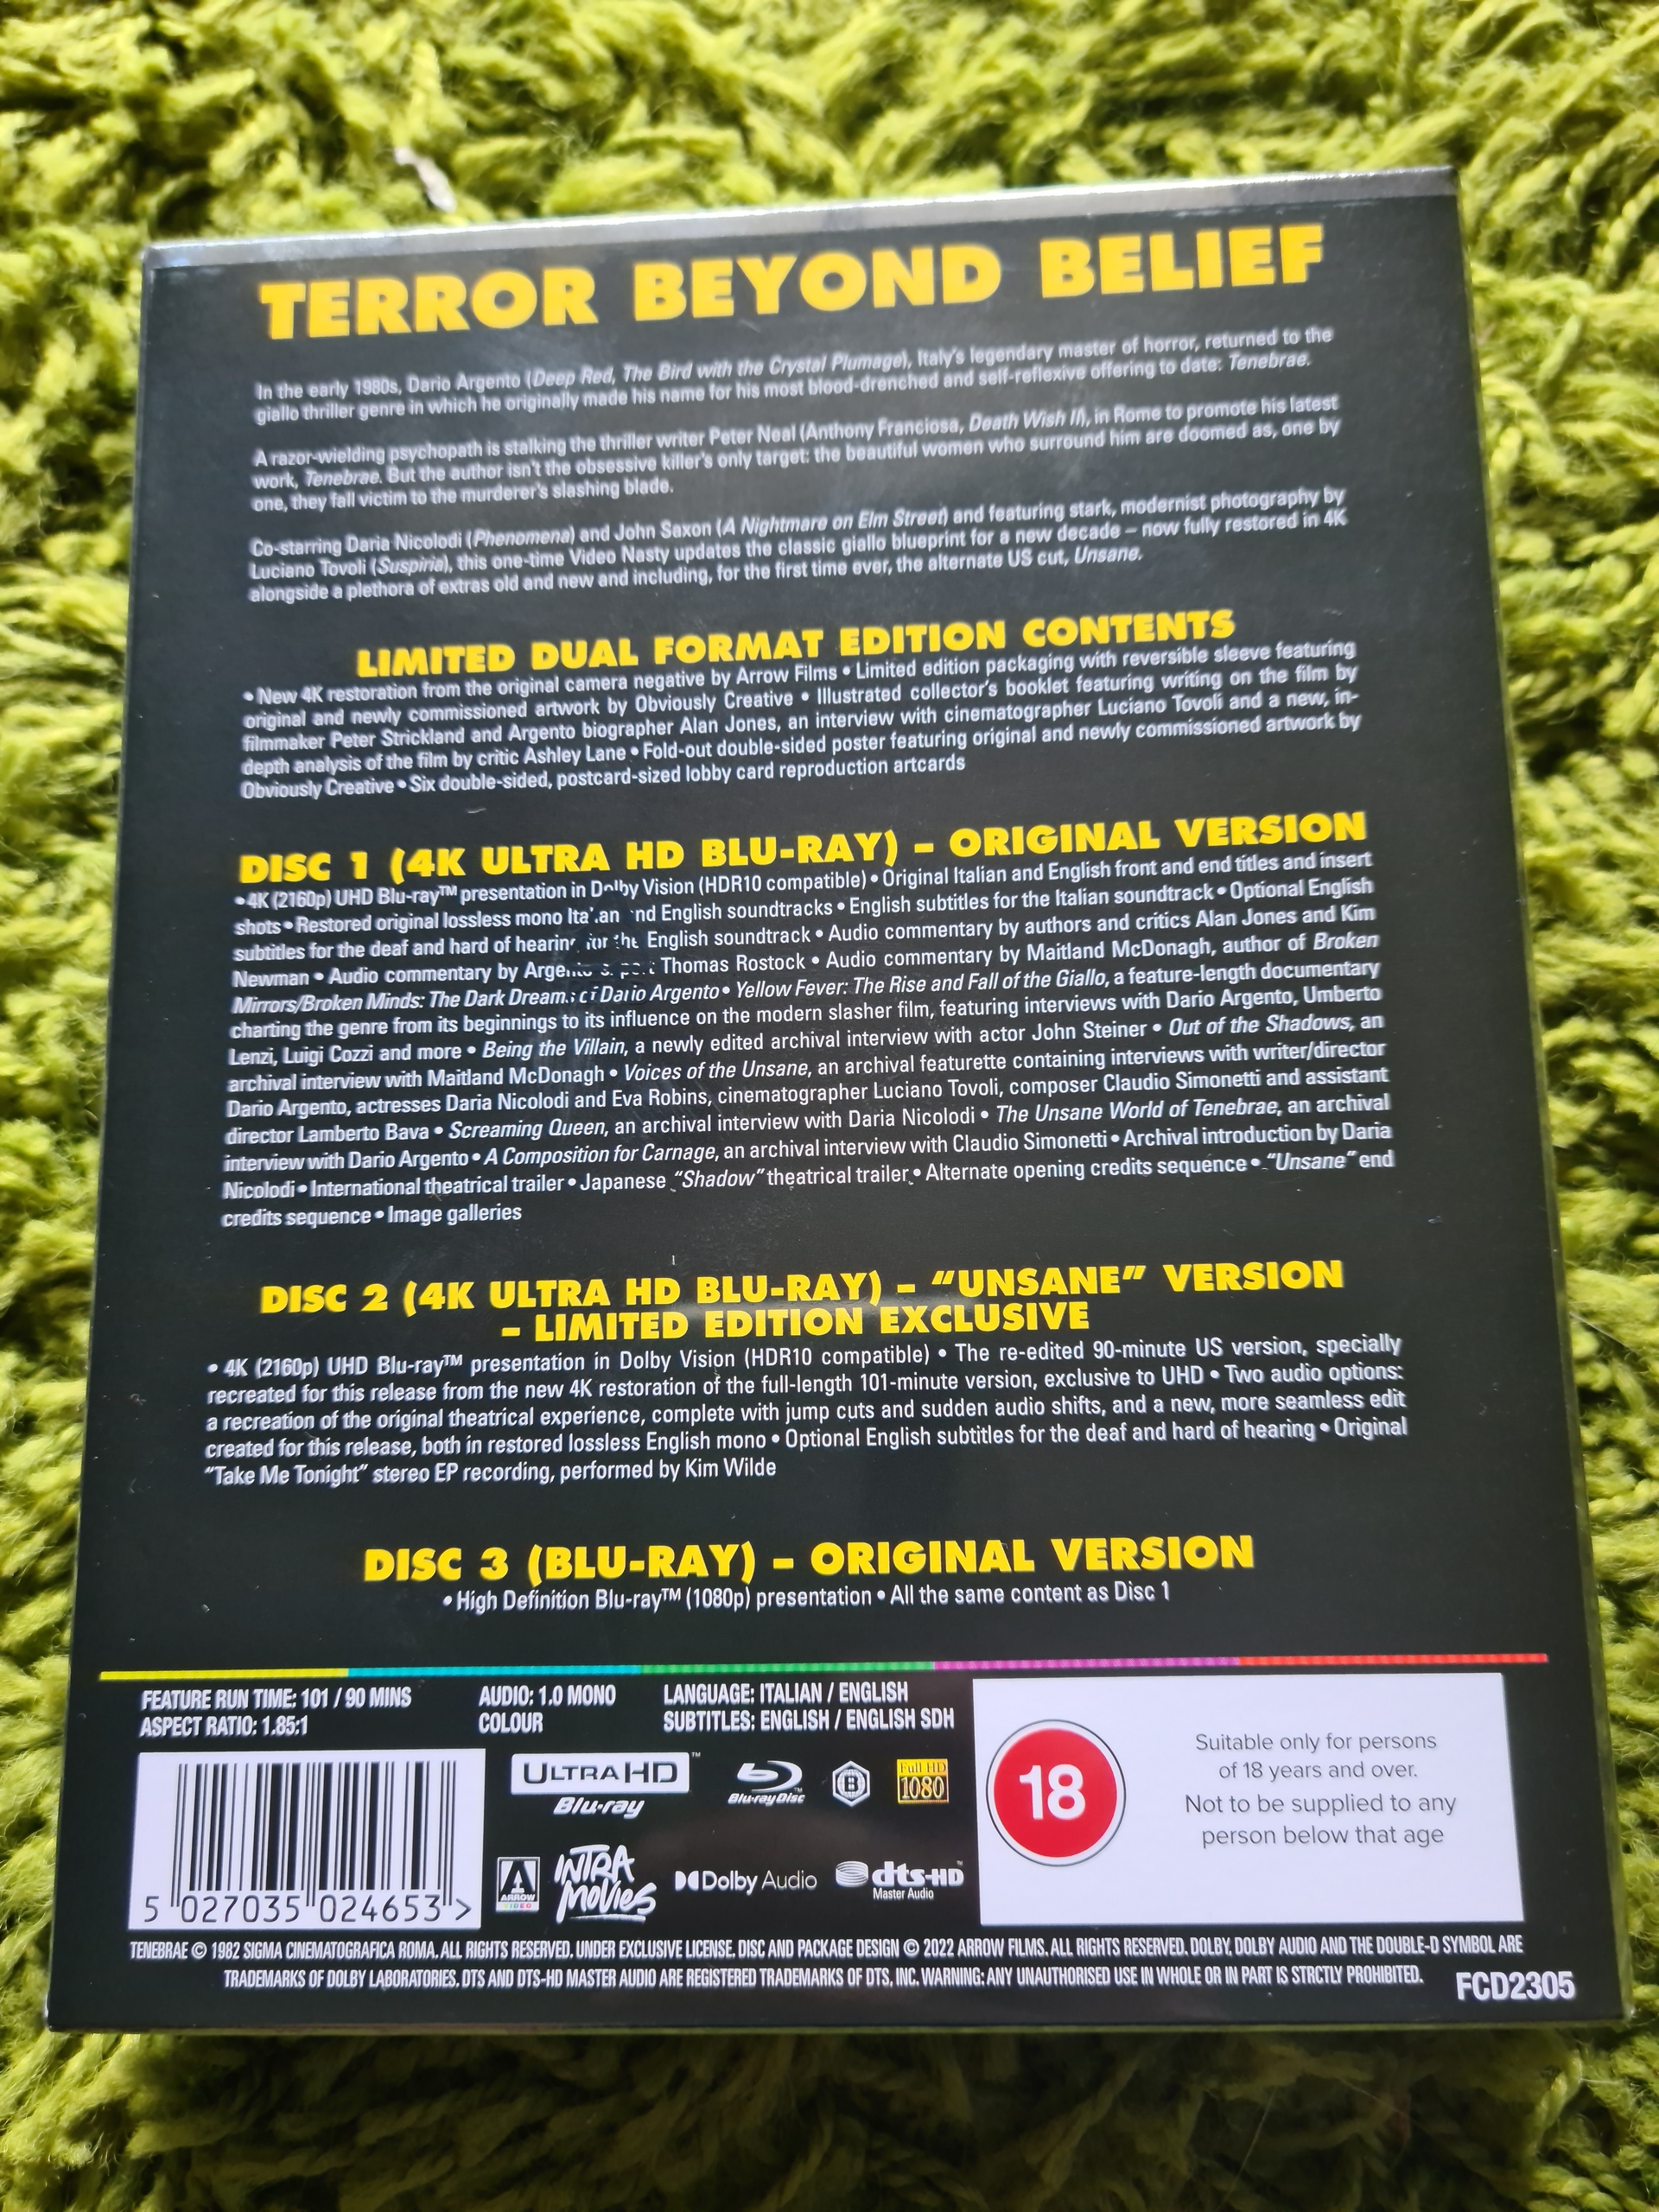 TERROR BEYOND BELIEF
In the early 1980s, Dario Argento (Deep Red, The Bird with the Crystal Plumage), Italy's legendary master of horror, returned to the
giallo thriller genre in which he originally made his name for his most blood-drenched and self-reflexive offering to date: Tenebrae.
A razor-wielding psychopath is stalking the thriller writer Peter Neal (Anthony Franciosa, Death Wish II), in Rome to promote his latest
work, Tenebrae. But the author isn't the obsessive killer's only target: the beautiful women who surround him are doomed as, one by
one, they fall victim to the murderer's slashing blade.
Co-starring Daria Nicolodi (Phenomena) and John Saxon (A Nightmare on Elm Street) and featuring stark, modernist photography by
Luciano Tovoli (Suspiria), this one-time Video Nasty updates the classic giallo blueprint for a new decade – now fully restored in 4K
alongside a plethora of extras old and new and including, for the first time ever, the alternate US cut, Unsane.
LIMITED DUAL FORMAT EDITION CONTENTS
• New 4K restoration from the original camera negative by Arrow Films • Limited edition packaging with reversible sleeve featuring
original and newly commissioned artwork by Obviously Creative • Illustrated collector's booklet featuring writing on the film by
filmmaker Peter Strickland and Argento biographer Alan Jones, an interview with cinematographer Luciano Tovoli and a new, in-
depth analysis of the film by critic Ashley Lane • Fold-out double-sided poster featuring original and newly commissioned artwork by
Obviously Creative • Six double-sided, postcard-sized lobby card reproduction artcards
DISC 1 (4K ULTRA HD BLU-RAY) – ORIGINAL VERSION
• 4K (2160p) UHD Blu-ray™ presentation in Dolby Vision (HDR10 compatible) • Original Italian and English front and end titles and insert
shots • Restored original lossless mono Italian and English soundtracks • English subtitles for the Italian soundtrack • Optional English
subtitles for the deaf and hard of hearing for the English soundtrack • Audio commentary by authors and critics Alan Jones and Kim
Newman • Audio commentary by Argento expert Thomas Rostock • Audio commentary by Maitland McDonagh, author of Broken
Mirrors/Broken Minds: The Dark Dreams of Dario Argento • Yellow Fever: The Rise and Fall of the Giallo, a feature-length documentary
charting the genre from its beginnings to its influence on the modern slasher film, featuring interviews with Dario Argento, Umberto
Lenzi, Luigi Cozzi and more • Being the Villain, a newly edited archival interview with actor John Steiner • Out of the Shadows, an
archival interview with Maitland McDonagh • Voices of the Unsane, an archival featurette containing interviews with writer/director
Dario Argento, actresses Daria Nicolodi and Eva Robins, cinematographer Luciano Tovoli, composer Claudio Simonetti and assistant
director Lamberto Bava • Screaming Queen, an archival interview with Daria Nicolodi • The Unsane World of Tenebrae, an archival
interview with Dario Argento • A Composition for Carnage, an archival interview with Claudio Simonetti • Archival introduction by Daria
Nicolodi • International theatrical trailer • Japanese "Shadow" theatrical trailer • Alternate opening credits sequence • "Unsane" end
credits sequence • Image galleries
DISC 2 (4K ULTRA HD BLU-RAY) – "UNSANE" VERSION
– LIMITED EDITION EXCLUSIVE
• 4K (2160p) UHD Blu-ray™ presentation in Dolby Vision (HDR10 compatible) • The re-edited 90-minute US version, specially
recreated for this release from the new 4K restoration of the full-length 101-minute version, exclusive to UHD • Two audio options:
a recreation of the original theatrical experience, complete with jump cuts and sudden audio shifts, and a new, more seamless edit
created for this release, both in restored lossless English mono • Optional English subtitles for the deaf and hard of hearing • Original
"Take Me Tonight" stereo EP recording, performed by Kim Wilde
DISC 3 (BLU-RAY) – ORIGINAL VERSION
• High Definition Blu-ray™ (1080p) presentation • All the same content as Disc 1
FEATURE RUN TIME: 101 / 90 MINS
ASPECT RATIO: 1.85:1
AUDIO: 1.0 MONO
COLOUR
LANGUAGE: ITALIAN / ENGLISH
SUBTITLES: ENGLISH / ENGLISH SDH
ULTRA HD™
Blu-ray
Blu-ray Disc™
B
Full HD
1080
18
Suitable only for persons
of 18 years and over.
Not to be supplied to any
person below that age
5 027035 024653 >
A
ARROW
VIDEO
INTRA
MOVIES
Dolby Audio
dts-HD™
Master Audio
TENEBRAE © 1982 SIGMA CINEMATOGRAFICA ROMA. ALL RIGHTS RESERVED. UNDER EXCLUSIVE LICENSE. DISC AND PACKAGE DESIGN © 2022 ARROW FILMS. ALL RIGHTS RESERVED. DOLBY, DOLBY AUDIO AND THE DOUBLE-D SYMBOL ARE
TRADEMARKS OF DOLBY LABORATORIES. DTS AND DTS-HD MASTER AUDIO ARE REGISTERED TRADEMARKS OF DTS, INC. WARNING: ANY UNAUTHORISED USE IN WHOLE OR IN PART IS STRCTLY PROHIBITED.
FCD2305